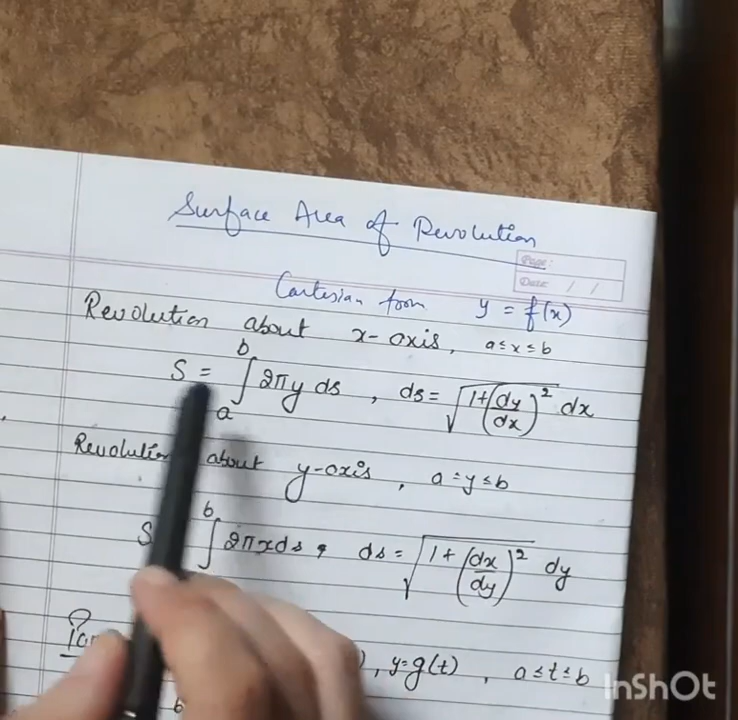 Surface Area of Revolution
Page:
Date: / /
Cartesian form y = f(x)
Revolution about x-axis, a≤x≤b
S = ∫ₐᵇ 2πy ds , ds = √(1+(dy/dx)²) dx
about y-axis , a≤y≤b
S ∫ᵇ 2πx ds , ds = √(1+(dx/dy)²) dy
) , y=g(t) , a≤t≤b
b
InShOt